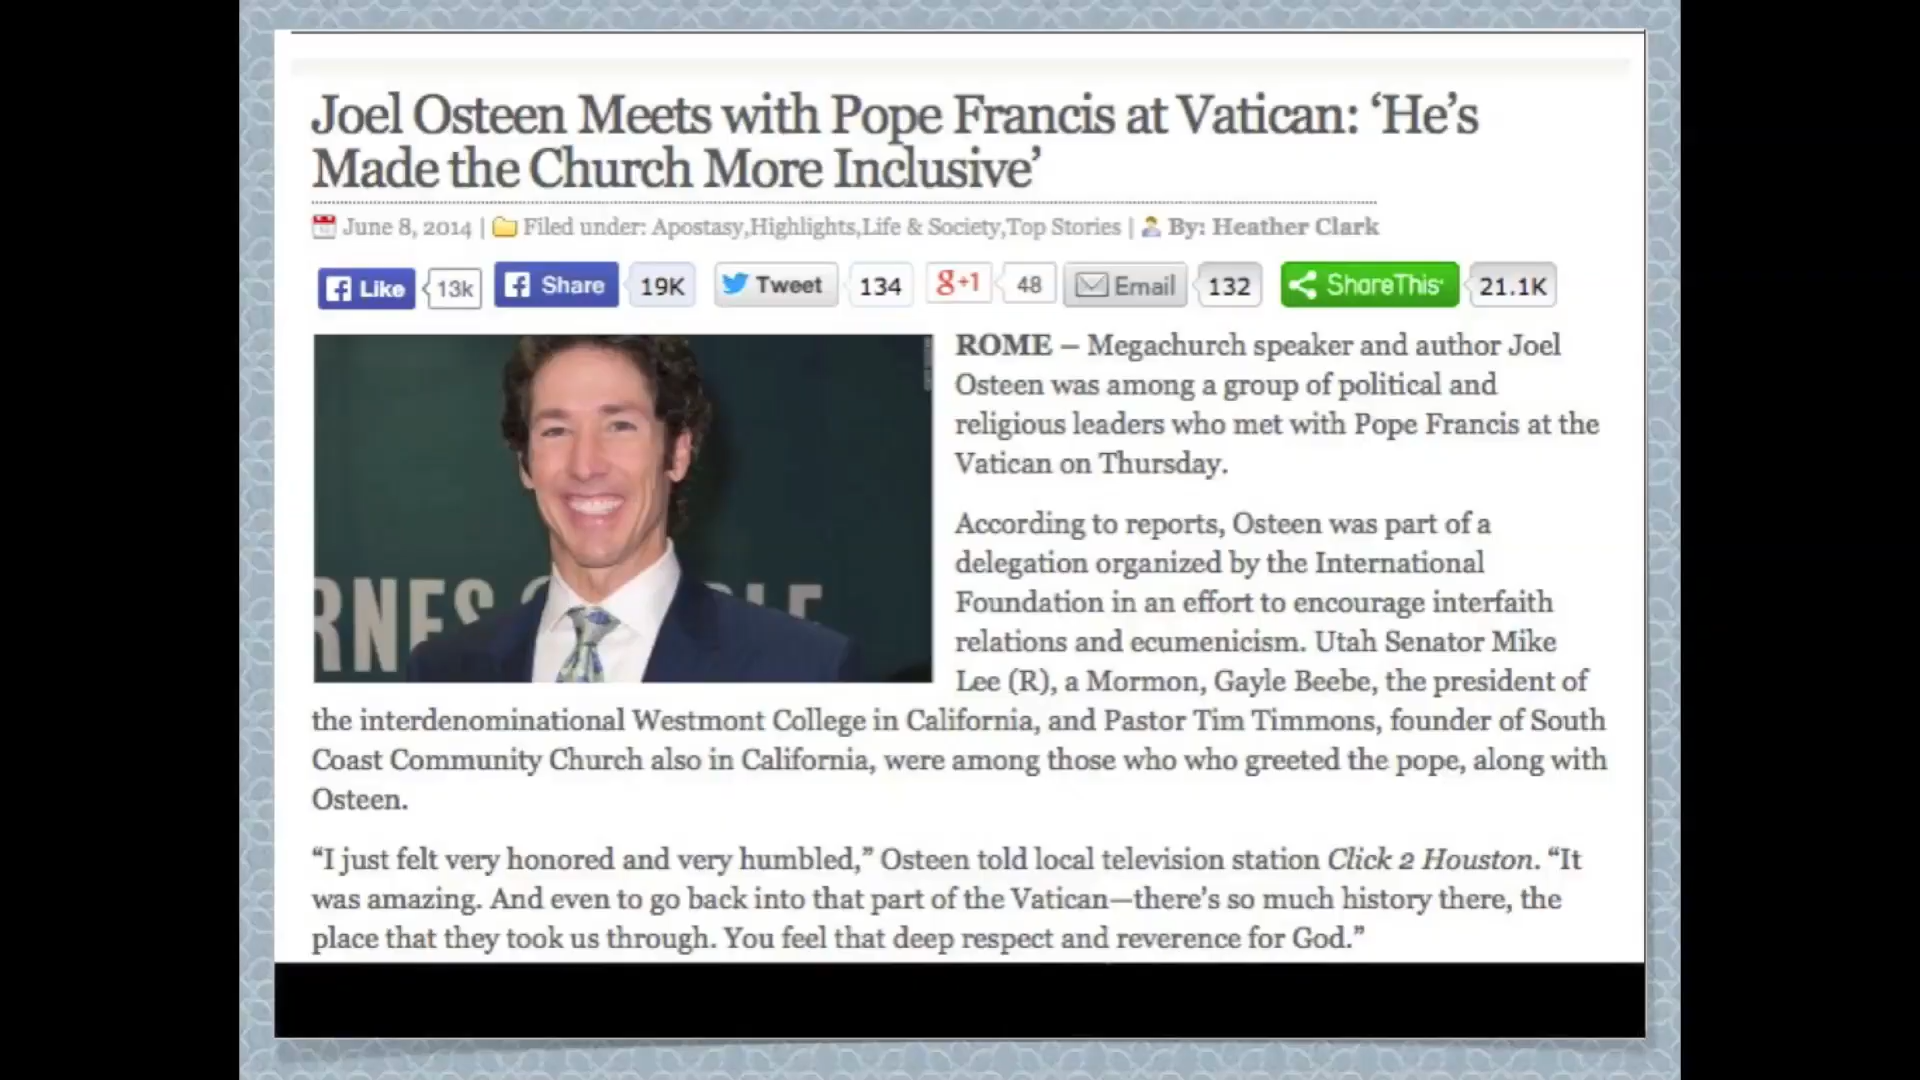 Joel Osteen Meets with Pope Francis at Vatican: ‘He’s
Made the Church More Inclusive’
June 8, 2014 | Filed under: Apostasy,Highlights,Life & Society,Top Stories | By: Heather Clark
Like 13k Share 19K Tweet 134 g+1 48 Email 132 ShareThis 21.1K
ROME – Megachurch speaker and author Joel
Osteen was among a group of political and
religious leaders who met with Pope Francis at the
Vatican on Thursday.
According to reports, Osteen was part of a
delegation organized by the International
Foundation in an effort to encourage interfaith
relations and ecumenicism. Utah Senator Mike
Lee (R), a Mormon, Gayle Beebe, the president of
the interdenominational Westmont College in California, and Pastor Tim Timmons, founder of South
Coast Community Church also in California, were among those who who greeted the pope, along with
Osteen.
“I just felt very honored and very humbled,” Osteen told local television station Click 2 Houston. “It
was amazing. And even to go back into that part of the Vatican—there’s so much history there, the
place that they took us through. You feel that deep respect and reverence for God.”